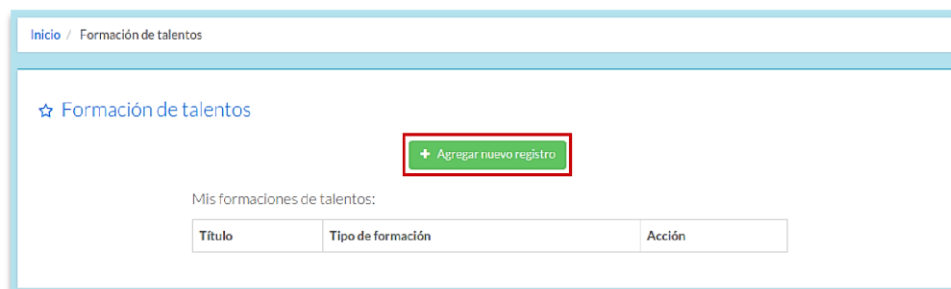 Inicio / Formación de talentos
Formación de talentos
+ Agregar nuevo registro
Mis formaciones de talentos:
Título Tipo de formación Acción